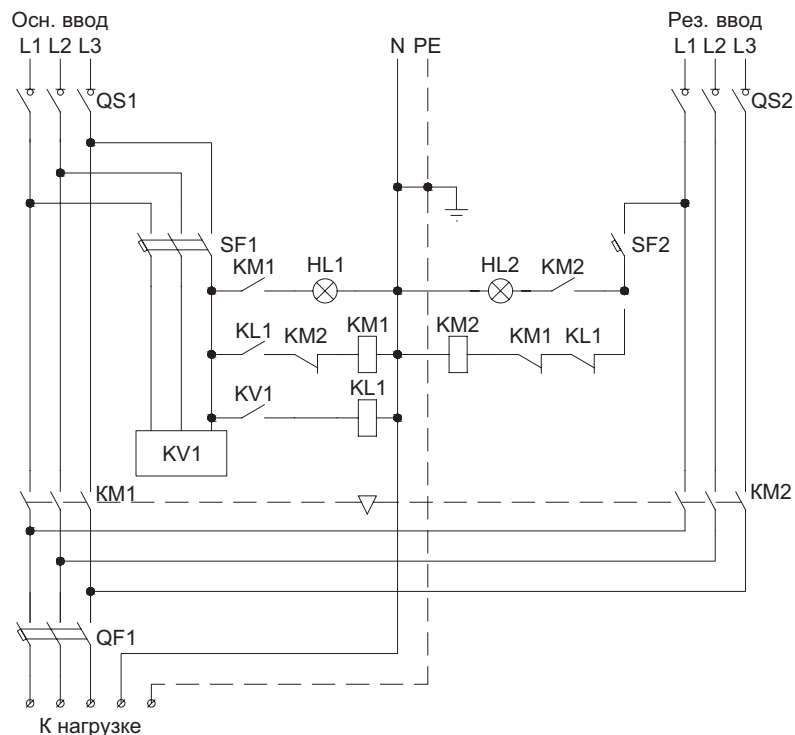 Осн. ввод
Рез. ввод
L1 L2 L3
N PE
L1 L2 L3
QS1
QS2
SF1
SF2
KM1
HL1
HL2
KM2
KL1
KM2
KM1
KM2
KM1
KL1
KV1
KL1
KV1
KM1
KM2
QF1
К нагрузке